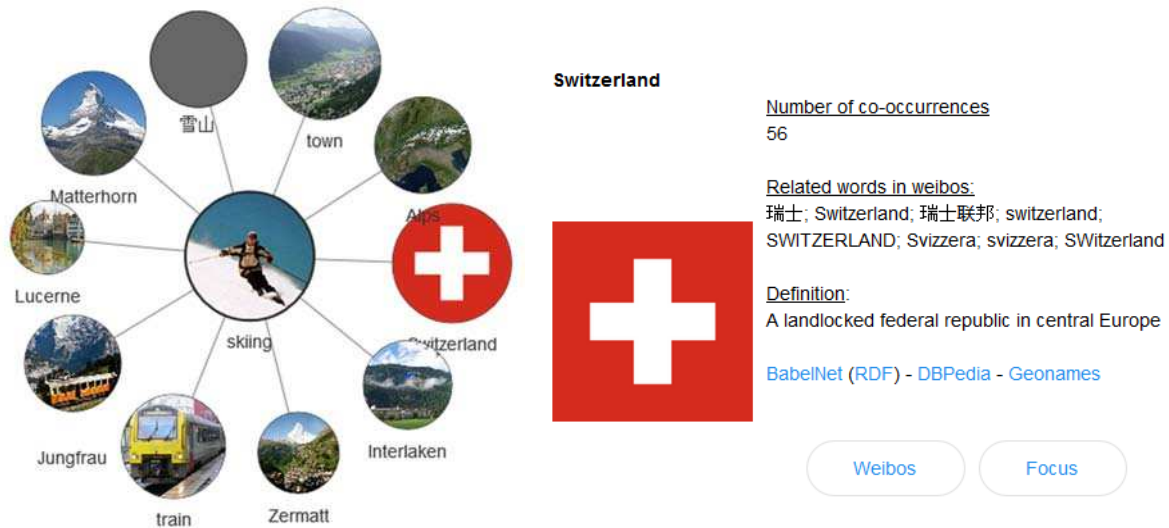 雪山
town
Matterhorn
Alps
Lucerne
skiing
Switzerland
Jungfrau
Interlaken
train
Zermatt
Switzerland
Number of co-occurrences
56
Related words in weibos:
瑞士; Switzerland; 瑞士联邦; switzerland;
SWITZERLAND; Svizzera; svizzera; SWitzerland
Definition:
A landlocked federal republic in central Europe
BabelNet (RDF) - DBPedia - Geonames
Weibos
Focus